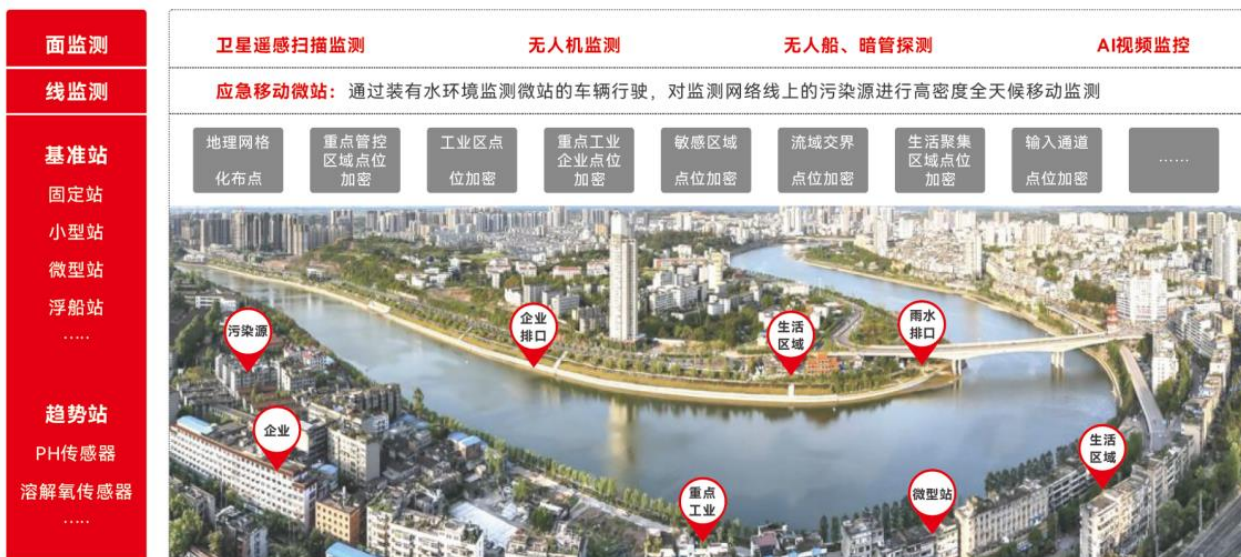 面监测
卫星遥感扫描监测
无人机监测
无人船、暗管探测
AI视频监控
线监测
应急移动微站：通过装有水环境监测微站的车辆行驶，对监测网络线上的污染源进行高密度全天候移动监测
基准站
固定站
小型站
微型站
浮船站
.....
趋势站
PH传感器
溶解氧传感器
.....
地理网格
化布点
重点管控
区域点位
加密
工业区点
位加密
重点工业
企业点位
加密
敏感区域
点位加密
流域交界
点位加密
生活聚集
区域点位
加密
输入通道
点位加密
......
污染源
企业
排口
生活
区域
雨水
排口
企业
生活
区域
重点
工业
微型站